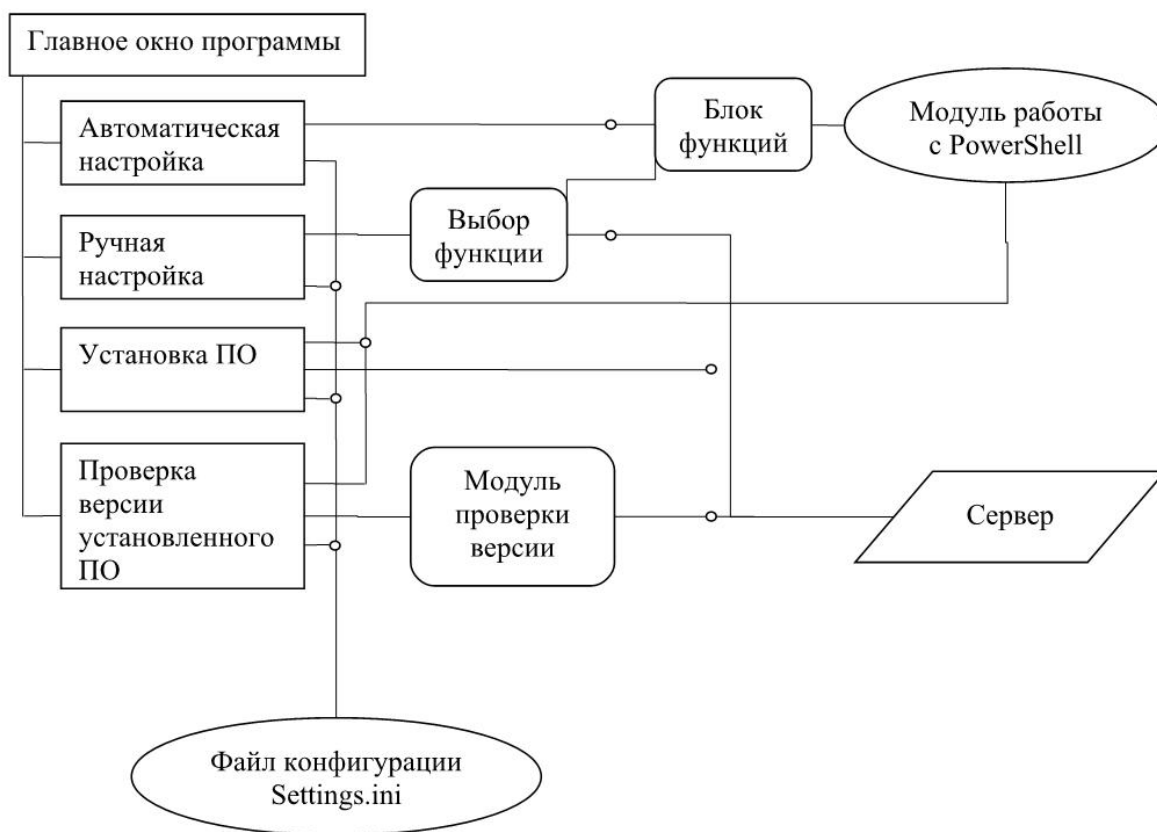 Главное окно программы
Автоматическая
настройка
Блок
функций
Модуль работы
с PowerShell
Ручная
настройка
Выбор
функции
Установка ПО
Проверка
версии
установленного
ПО
Модуль
проверки
версии
Сервер
Файл конфигурации
Settings.ini